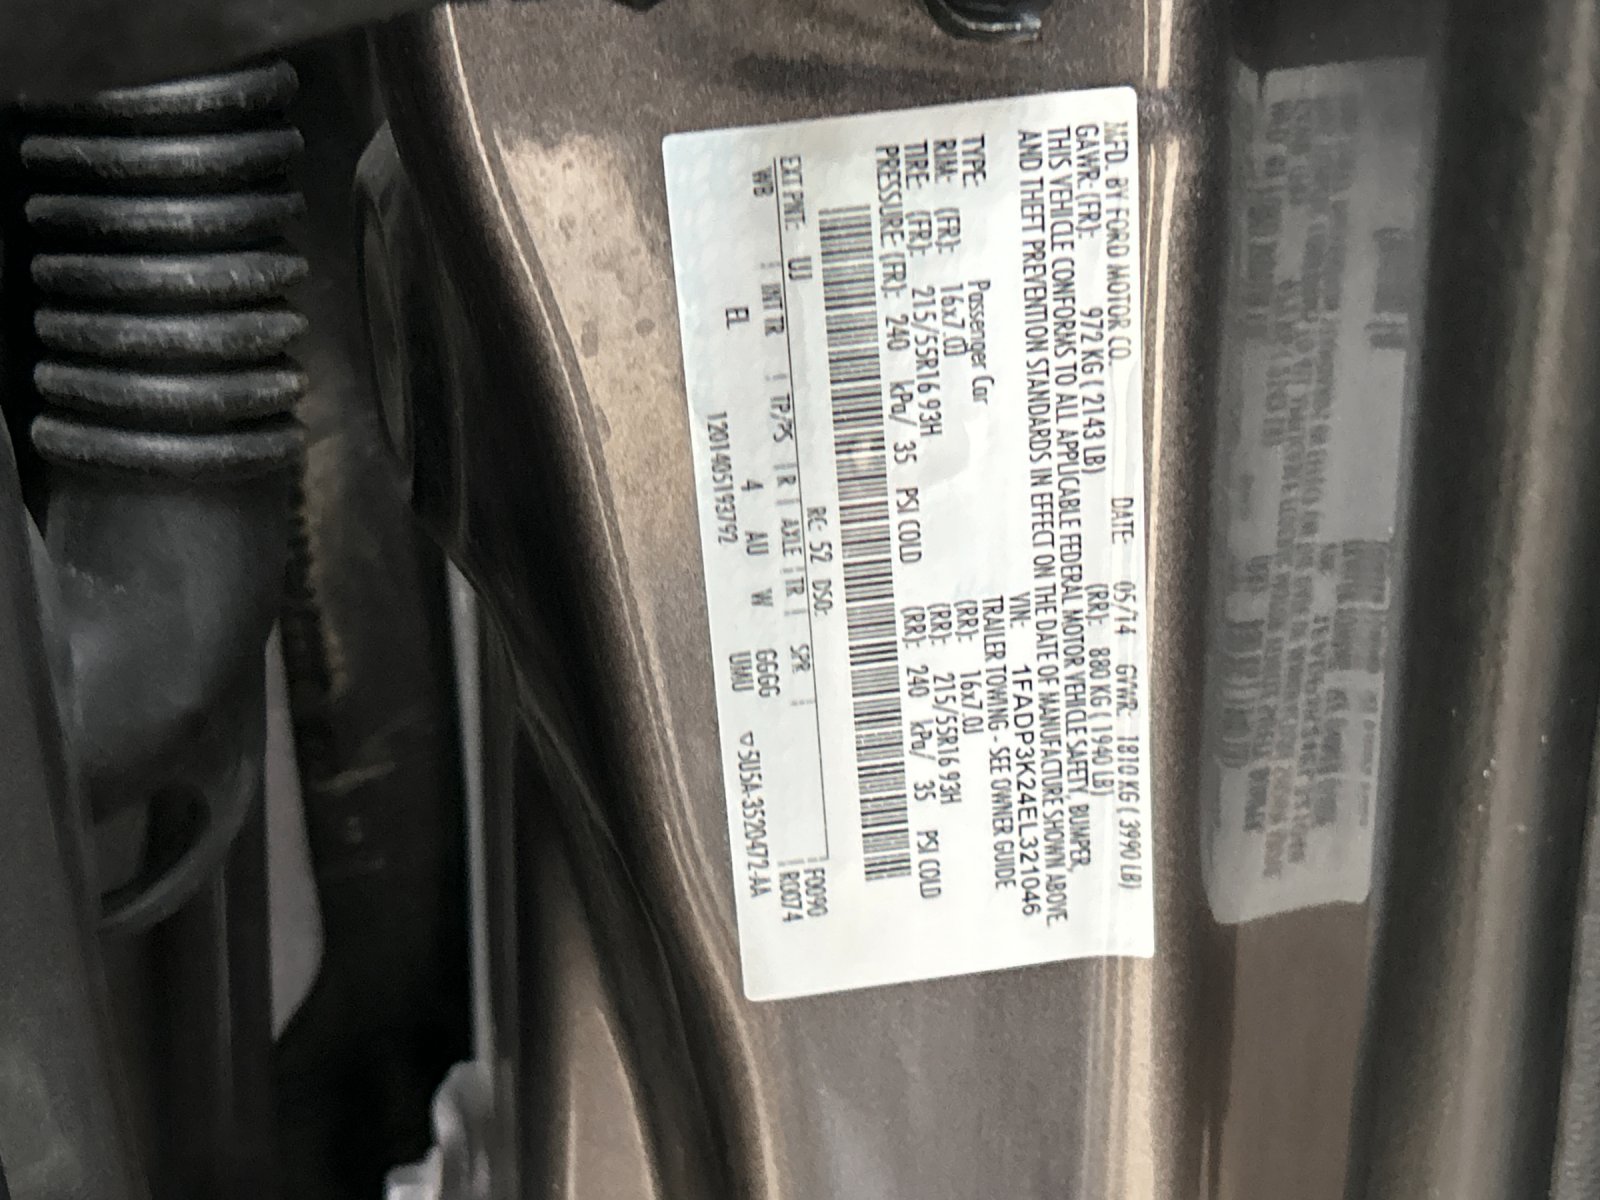 MFD. BY FORD MOTOR CO. DATE: 05/14 GVWR: 1810 KG ( 3990 LB)
GAWR: (FR): 972 KG ( 2143 LB) (RR): 880 KG ( 1940 LB)
THIS VEHICLE CONFORMS TO ALL APPLICABLE FEDERAL MOTOR VEHICLE SAFETY, BUMPER,
AND THEFT PREVENTION STANDARDS IN EFFECT ON THE DATE OF MANUFACTURE SHOWN ABOVE.
VIN: 1FADP3K24EL321046
TYPE: Passenger Car TRAILER TOWING - SEE OWNER GUIDE
RIM: (FR): 16x7.0J (RR): 16x7.0J
TIRE: (FR): 215/55R16 93H (RR): 215/55R16 93H
PRESSURE (FR): 240 kPa/ 35 PSI COLD (RR): 240 kPa/ 35 PSI COLD
RC: 52 DSO: F0090
EXT PNT: UJ R0074
WB INT TR TP/PS R AXLE TR SPR
EL 4 AU W GGGG
1201405193792 UMU ▽5U5A-3520472-AA